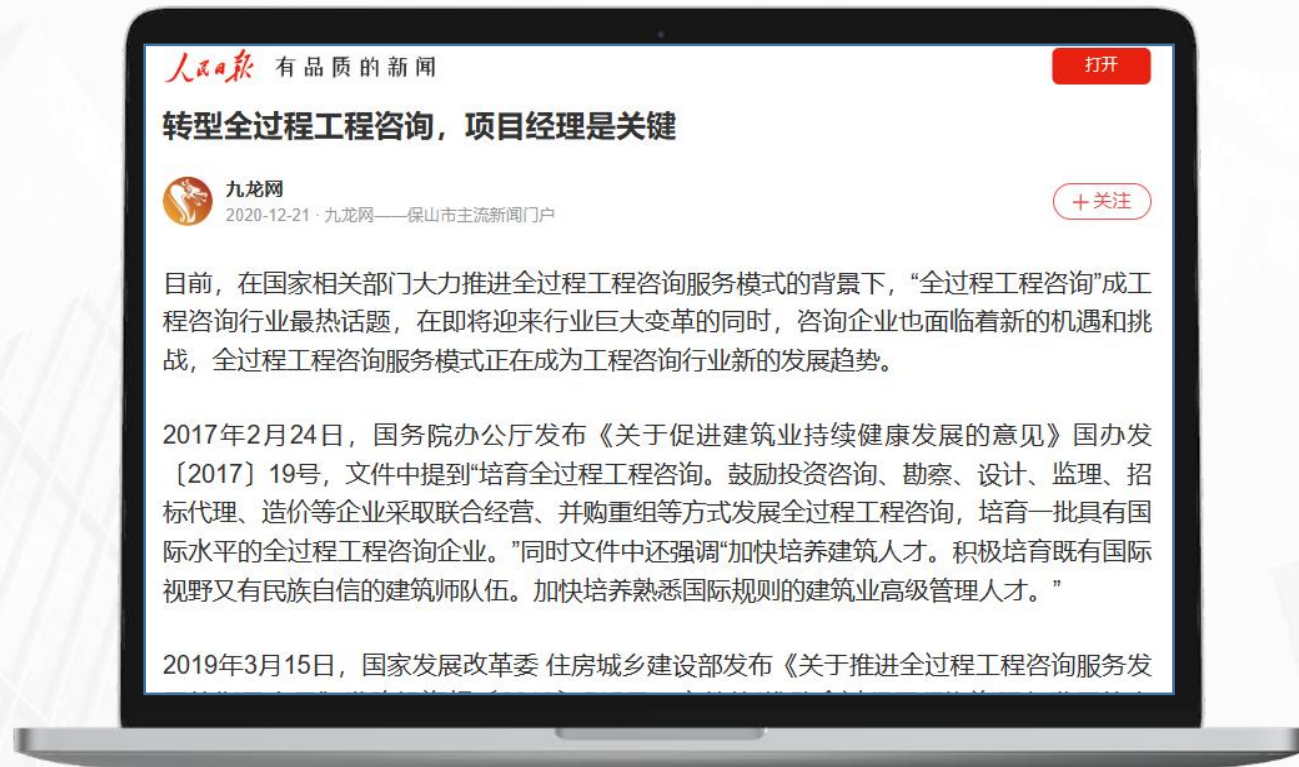 人民日报 有品质的新闻
打开
转型全过程工程咨询，项目经理是关键
九龙网
2020-12-21 · 九龙网——保山市主流新闻门户
＋关注
目前，在国家相关部门大力推进全过程工程咨询服务模式的背景下，“全过程工程咨询”成工
程咨询行业最热话题，在即将迎来行业巨大变革的同时，咨询企业也面临着新的机遇和挑
战，全过程工程咨询服务模式正在成为工程咨询行业新的发展趋势。
2017年2月24日，国务院办公厅发布《关于促进建筑业持续健康发展的意见》国办发
〔2017〕19号，文件中提到“培育全过程工程咨询。鼓励投资咨询、勘察、设计、监理、招
标代理、造价等企业采取联合经营、并购重组等方式发展全过程工程咨询，培育一批具有国
际水平的全过程工程咨询企业。”同时文件中还强调“加快培养建筑人才。积极培育既有国际
视野又有民族自信的建筑师队伍。加快培养熟悉国际规则的建筑业高级管理人才。”
2019年3月15日，国家发展改革委 住房城乡建设部发布《关于推进全过程工程咨询服务发